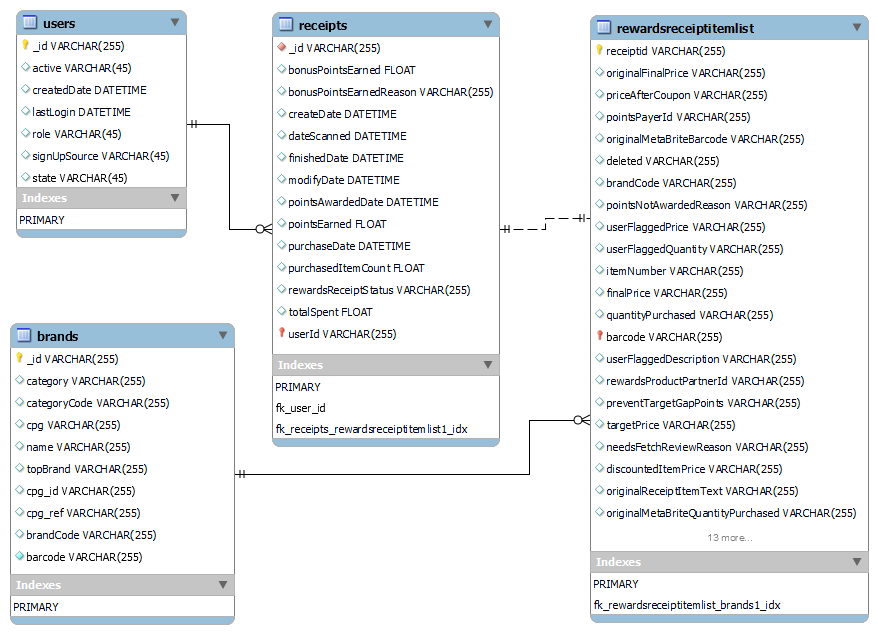 users
_id VARCHAR(255)
active VARCHAR(45)
createdDate DATETIME
lastLogin DATETIME
role VARCHAR(45)
signUpSource VARCHAR(45)
state VARCHAR(45)
Indexes
PRIMARY
receipts
_id VARCHAR(255)
bonusPointsEarned FLOAT
bonusPointsEarnedReason VARCHAR(255)
createDate DATETIME
dateScanned DATETIME
finishedDate DATETIME
modifyDate DATETIME
pointsAwardedDate DATETIME
pointsEarned FLOAT
purchaseDate DATETIME
purchasedItemCount FLOAT
rewardsReceiptStatus VARCHAR(255)
totalSpent FLOAT
userId VARCHAR(255)
Indexes
PRIMARY
fk_user_id
fk_receipts_rewardsreceiptitemlist1_idx
rewardsreceiptitemlist
receiptid VARCHAR(255)
originalFinalPrice VARCHAR(255)
priceAfterCoupon VARCHAR(255)
pointsPayerId VARCHAR(255)
originalMetaBriteBarcode VARCHAR(255)
deleted VARCHAR(255)
brandCode VARCHAR(255)
pointsNotAwardedReason VARCHAR(255)
userFlaggedPrice VARCHAR(255)
userFlaggedQuantity VARCHAR(255)
itemNumber VARCHAR(255)
finalPrice VARCHAR(255)
quantityPurchased VARCHAR(255)
barcode VARCHAR(255)
userFlaggedDescription VARCHAR(255)
rewardsProductPartnerId VARCHAR(255)
preventTargetGapPoints VARCHAR(255)
targetPrice VARCHAR(255)
needsFetchReviewReason VARCHAR(255)
discountedItemPrice VARCHAR(255)
originalReceiptItemText VARCHAR(255)
originalMetaBriteQuantityPurchased VARCHAR(255)
13 more...
Indexes
PRIMARY
fk_rewardsreceiptitemlist_brands1_idx
brands
_id VARCHAR(255)
category VARCHAR(255)
categoryCode VARCHAR(255)
cpg VARCHAR(255)
name VARCHAR(255)
topBrand VARCHAR(255)
cpg_id VARCHAR(255)
cpg_ref VARCHAR(255)
brandCode VARCHAR(255)
barcode VARCHAR(255)
Indexes
PRIMARY